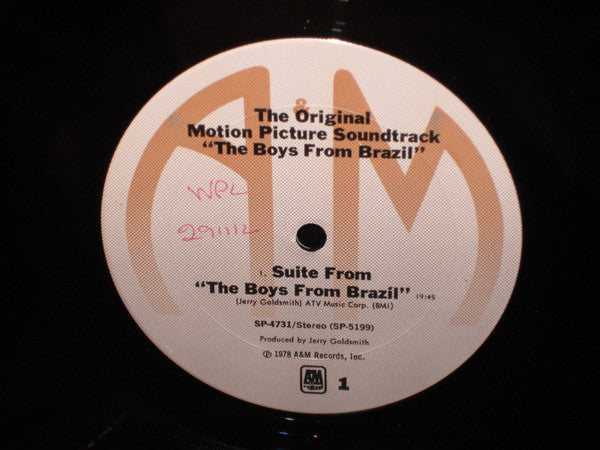 A&M
The Original
Motion Picture Soundtrack
"The Boys From Brazil"
WPL
291112
1. Suite From
"The Boys From Brazil" 19:45
(Jerry Goldsmith) ATV Music Corp. (BMI)
SP-4731/Stereo (SP-5199)
Produced by Jerry Goldsmith
℗ 1978 A&M Records, Inc.
A&M 1